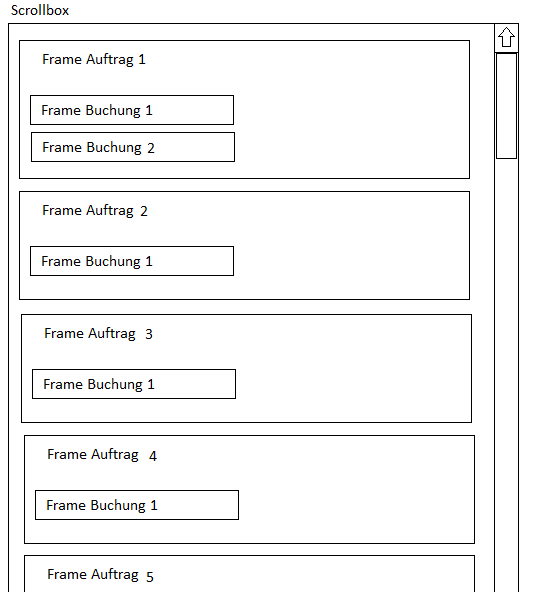 Scrollbox
Frame Auftrag 1
Frame Buchung 1
Frame Buchung 2
Frame Auftrag 2
Frame Buchung 1
Frame Auftrag 3
Frame Buchung 1
Frame Auftrag 4
Frame Buchung 1
Frame Auftrag 5